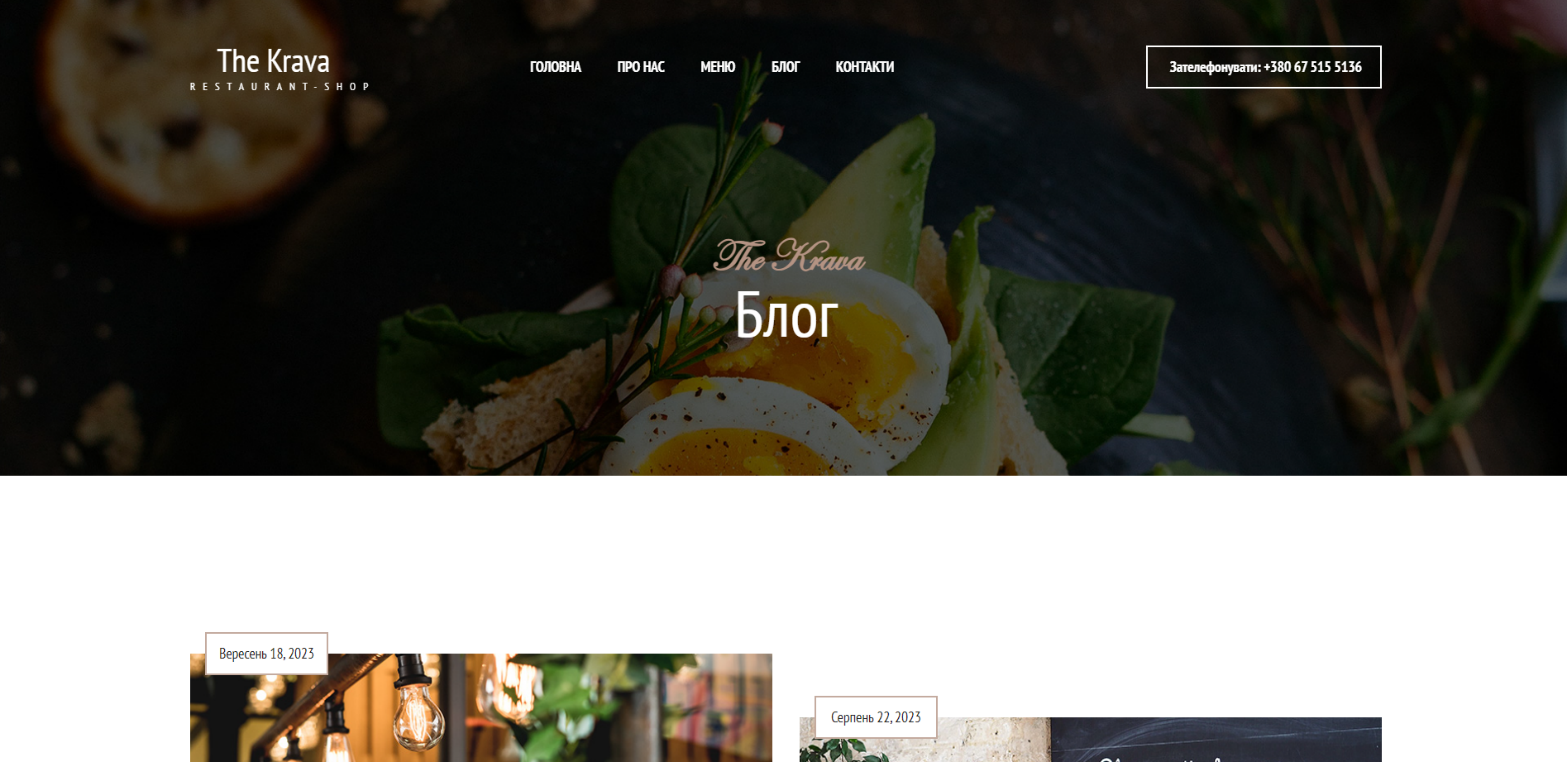 The Krava
RESTAURANT-SHOP
ГОЛОВНА ПРО НАС МЕНЮ БЛОГ КОНТАКТИ
Зателефонувати: +380 67 515 5136
The Krava
Блог
Вересень 18, 2023
Серпень 22, 2023